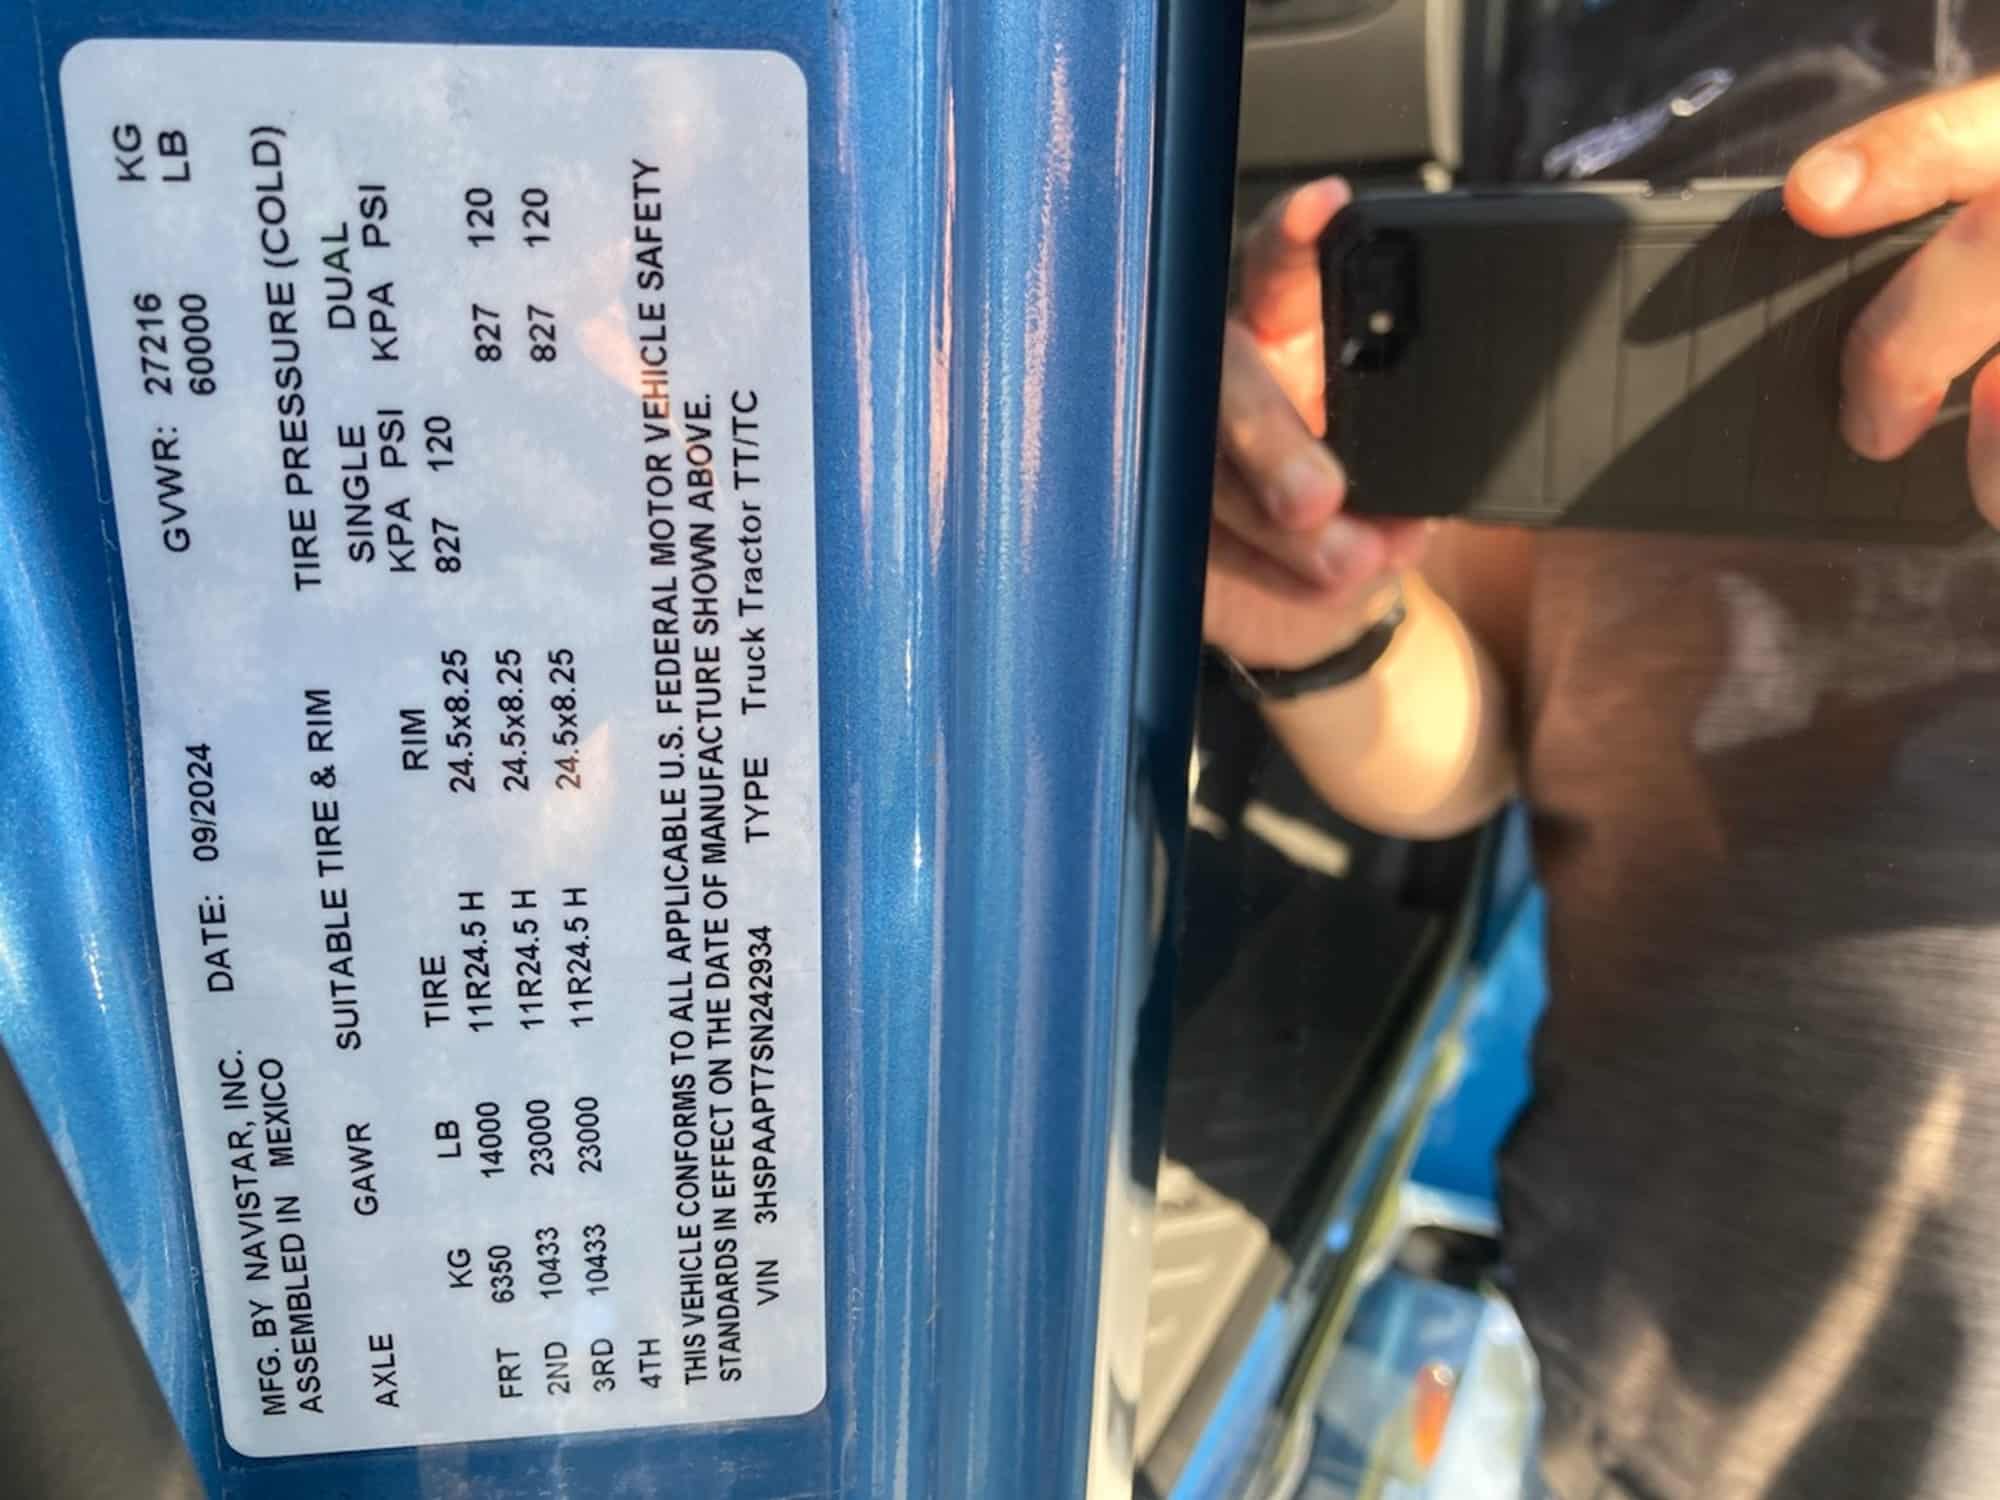 GVWR: 27216 KG
60000 LB
MFG. BY NAVISTAR, INC. DATE: 09/2024
ASSEMBLED IN MEXICO
SUITABLE TIRE & RIM TIRE PRESSURE (COLD)
AXLE GAWR SINGLE DUAL
KG LB TIRE RIM KPA PSI KPA PSI
FRT 6350 14000 11R24.5 H 24.5x8.25 827 120
2ND 10433 23000 11R24.5 H 24.5x8.25 827 120
3RD 10433 23000 11R24.5 H 24.5x8.25 827 120
4TH
THIS VEHICLE CONFORMS TO ALL APPLICABLE U.S. FEDERAL MOTOR VEHICLE SAFETY
STANDARDS IN EFFECT ON THE DATE OF MANUFACTURE SHOWN ABOVE.
VIN 3HSPAAPT7SN242934 TYPE Truck Tractor TT/TC